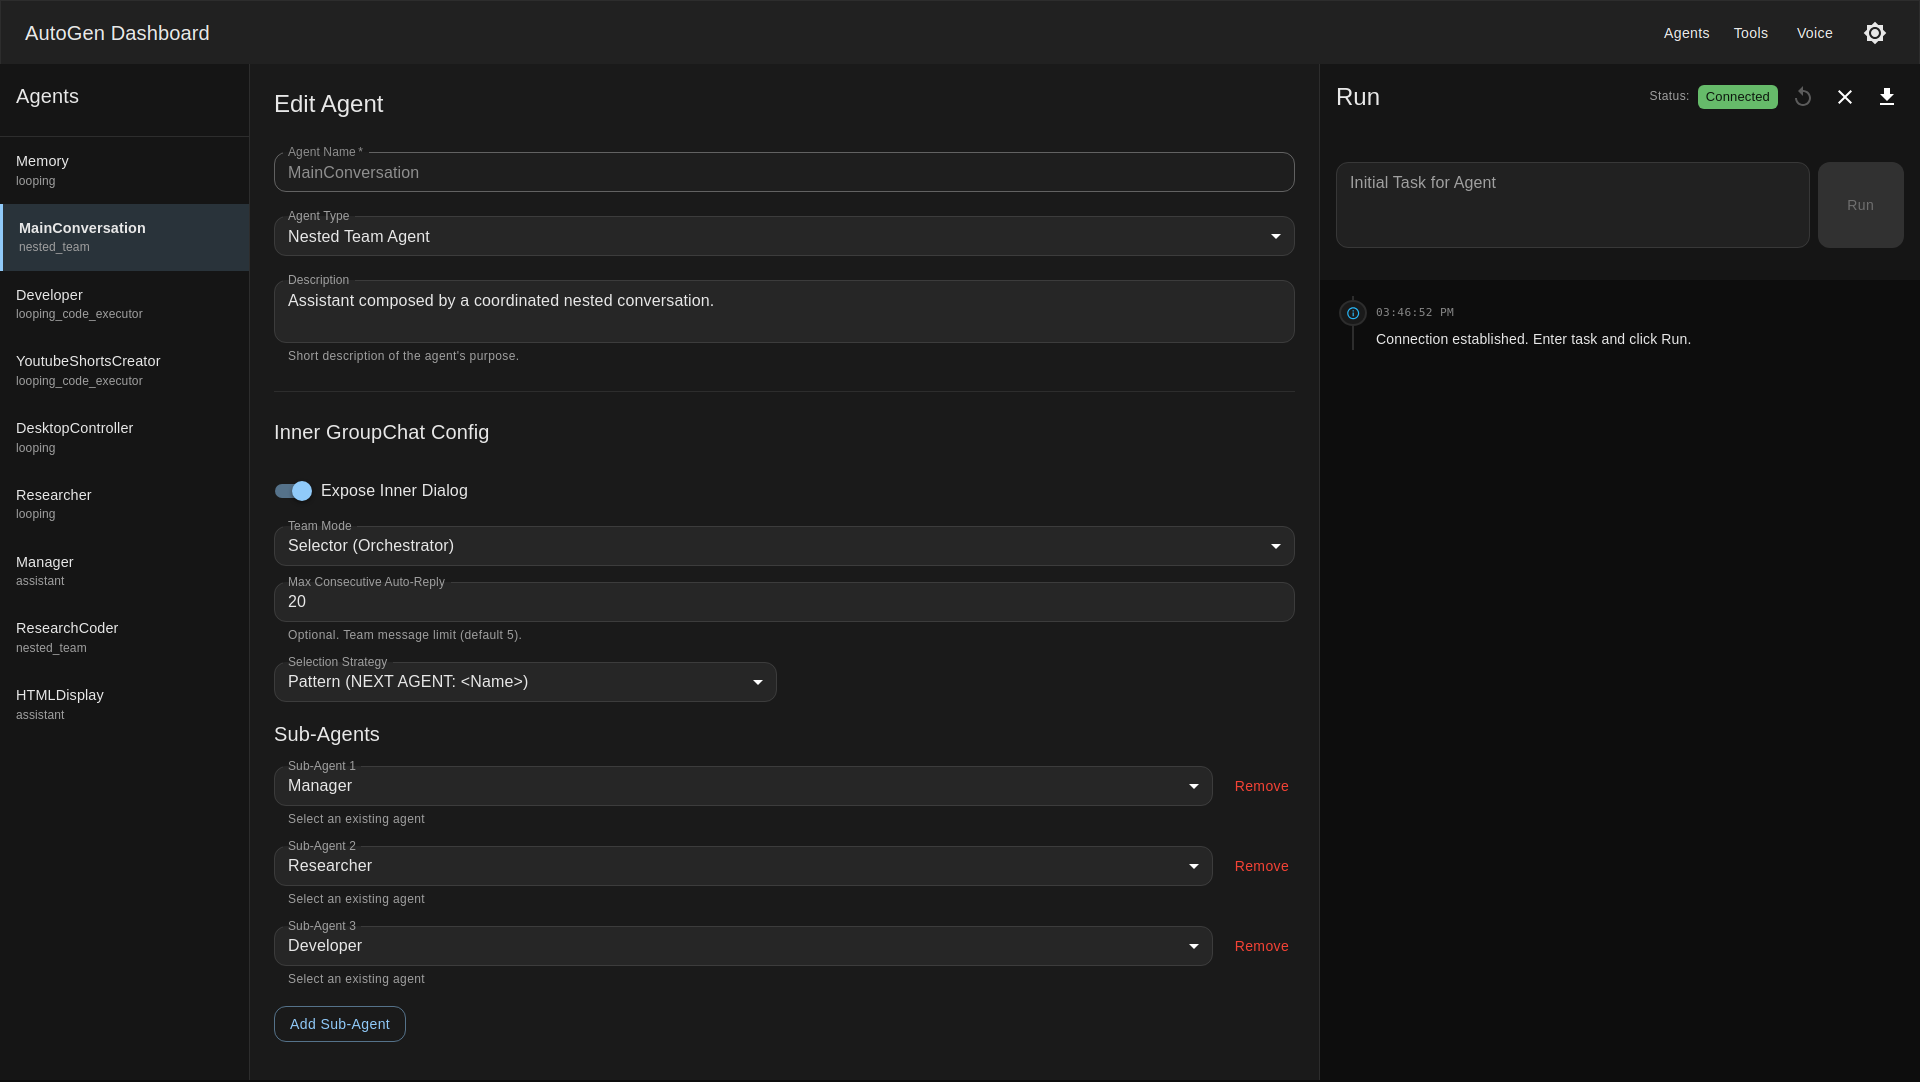 AutoGen Dashboard
Agents
Tools
Voice
Agents
Memory
looping
MainConversation
nested_team
Developer
looping_code_executor
YoutubeShortsCreator
looping_code_executor
DesktopController
looping
Researcher
looping
Manager
assistant
ResearchCoder
nested_team
HTMLDisplay
assistant
Edit Agent
Agent Name *
MainConversation
Agent Type
Nested Team Agent
Description
Assistant composed by a coordinated nested conversation.
Short description of the agent's purpose.
Inner GroupChat Config
Expose Inner Dialog
Team Mode
Selector (Orchestrator)
Max Consecutive Auto-Reply
20
Optional. Team message limit (default 5).
Selection Strategy
Pattern (NEXT AGENT: <Name>)
Sub-Agents
Sub-Agent 1
Manager
Remove
Select an existing agent
Sub-Agent 2
Researcher
Remove
Select an existing agent
Sub-Agent 3
Developer
Remove
Select an existing agent
Add Sub-Agent
Run
Status:
Connected
Initial Task for Agent
Run
03:46:52 PM
Connection established. Enter task and click Run.